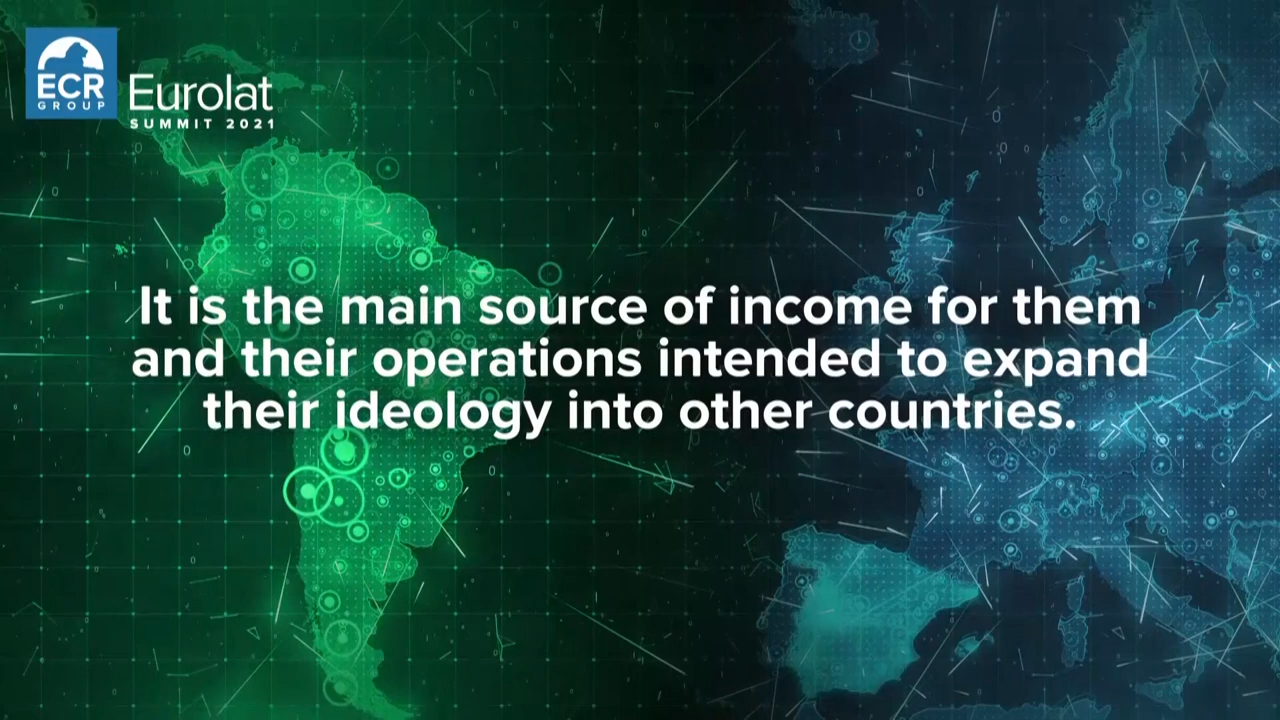 ECR
GROUP
Eurolat
SUMMIT 2021
It is the main source of income for them
and their operations intended to expand
their ideology into other countries.